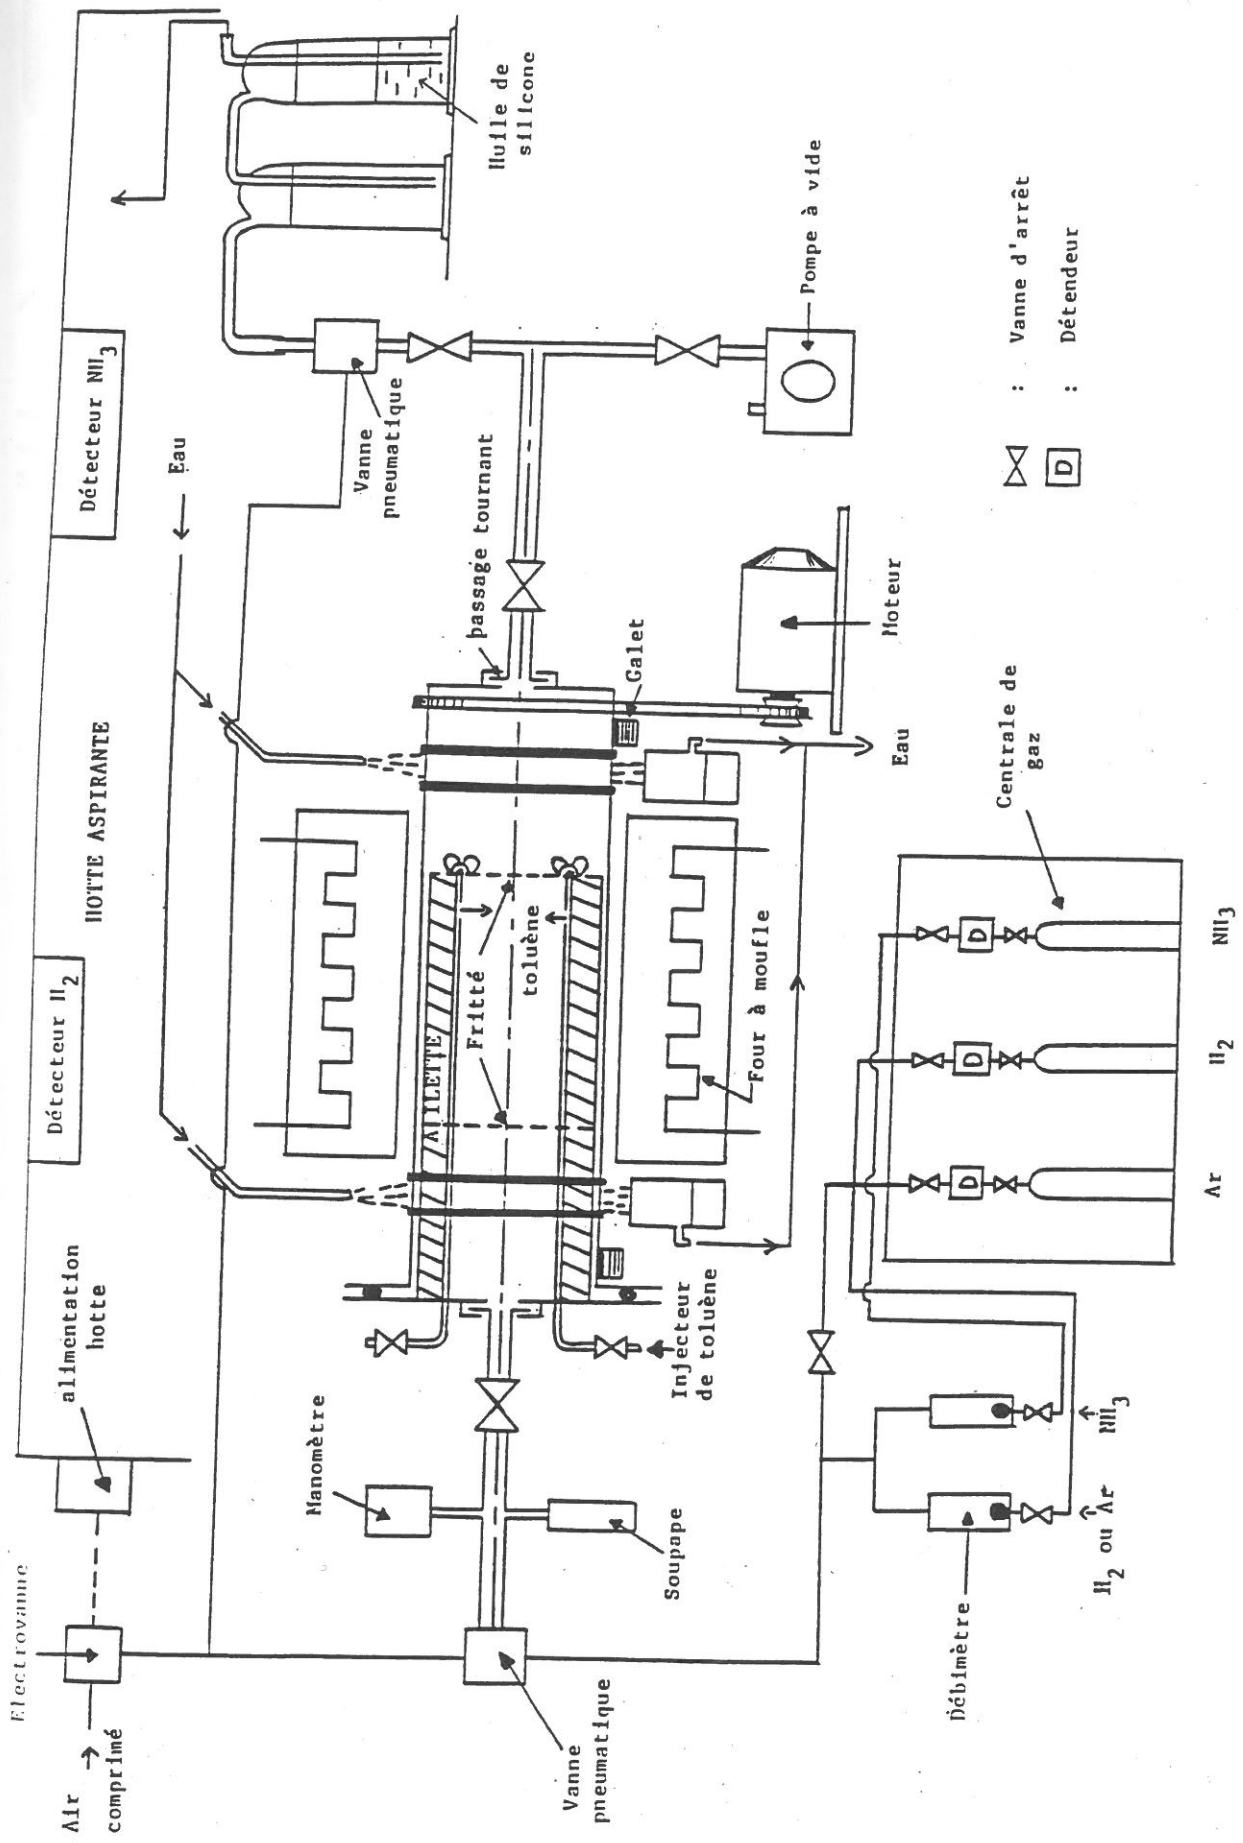 Electrovanne
Air →
comprimé
alimentation
hotte
HOTTE ASPIRANTE
Détecteur H2
Détecteur NH3
Eau
Vanne
pneumatique
Huile de
silicone
Manomètre
Soupape
Vanne
pneumatique
Injecteur
de toluène
AILETTE
Fritté
toluène
Four à moufle
passage tournant
Galet
Moteur
Eau
Pompe à vide
: Vanne d'arrêt
D : Détendeur
Centrale de
gaz
D
D
D
Ar
H2
NH3
Débimètre
H2 ou Ar
NH3